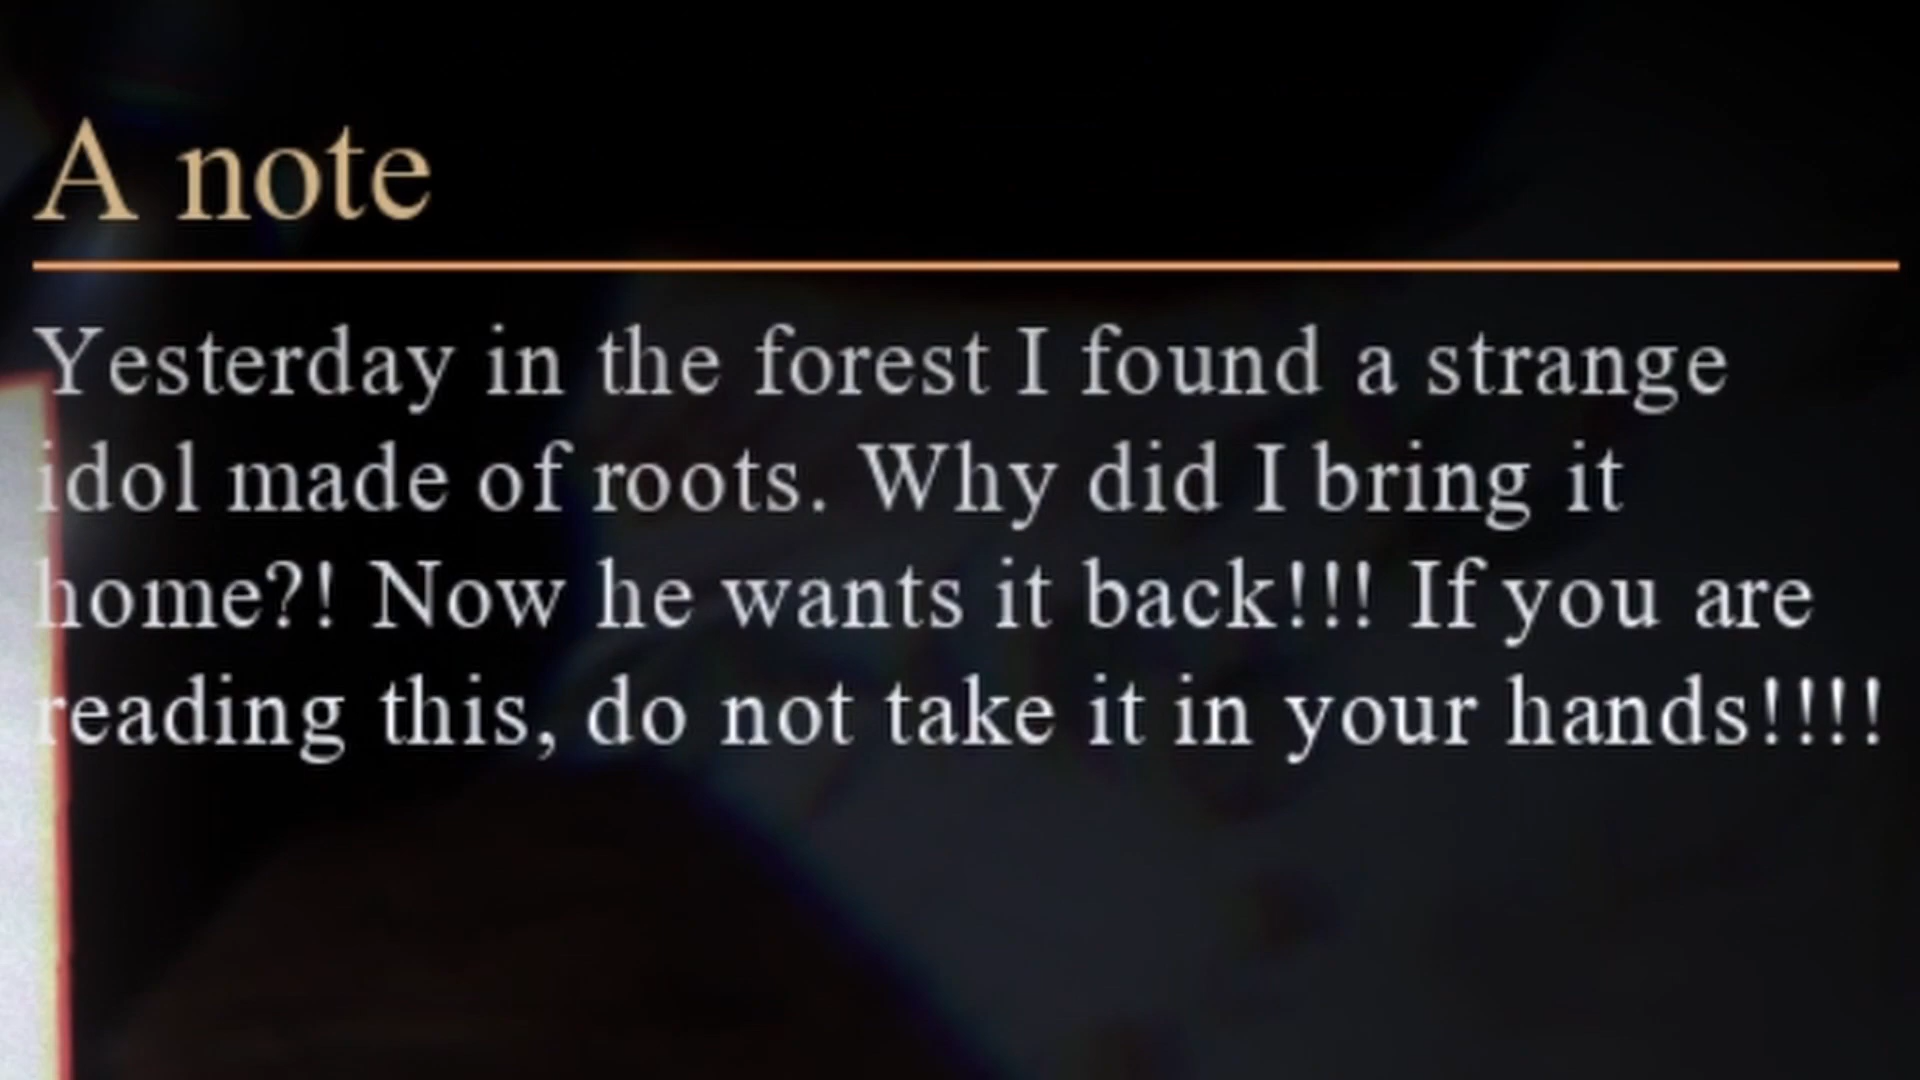 A note
Yesterday in the forest I found a strange
idol made of roots. Why did I bring it
home?! Now he wants it back!!! If you are
reading this, do not take it in your hands!!!!